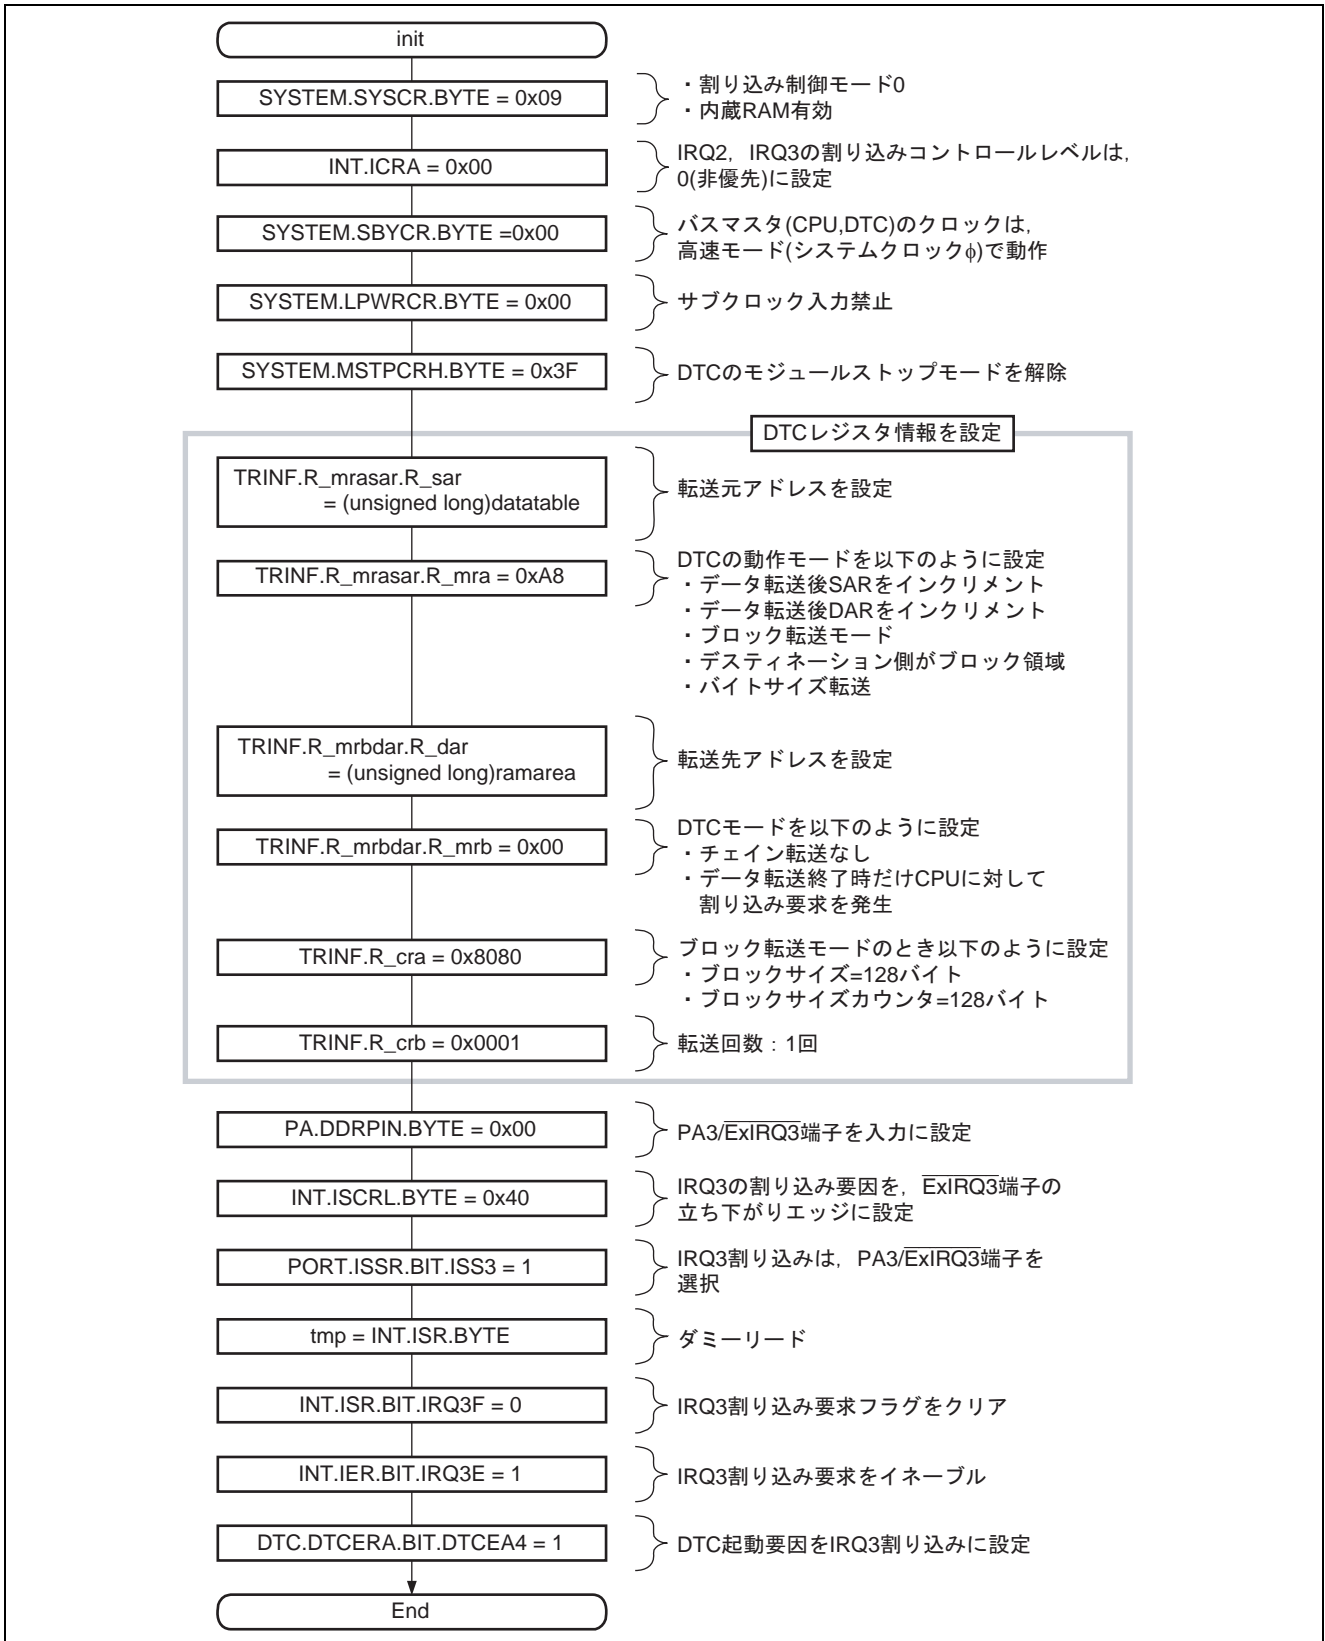 init
SYSTEM.SYSCR.BYTE = 0x09
・割り込み制御モード0
・内蔵RAM有効
INT.ICRA = 0x00
IRQ2，IRQ3の割り込みコントロールレベルは，
0(非優先)に設定
SYSTEM.SBYCR.BYTE =0x00
バスマスタ(CPU,DTC)のクロックは，
高速モード(システムクロックφ)で動作
SYSTEM.LPWRCR.BYTE = 0x00
サブクロック入力禁止
SYSTEM.MSTPCRH.BYTE = 0x3F
DTCのモジュールストップモードを解除
DTCレジスタ情報を設定
TRINF.R_mrasar.R_sar
= (unsigned long)datatable
転送元アドレスを設定
TRINF.R_mrasar.R_mra = 0xA8
DTCの動作モードを以下のように設定
・データ転送後SARをインクリメント
・データ転送後DARをインクリメント
・ブロック転送モード
・デスティネーション側がブロック領域
・バイトサイズ転送
TRINF.R_mrbdar.R_dar
= (unsigned long)ramarea
転送先アドレスを設定
TRINF.R_mrbdar.R_mrb = 0x00
DTCモードを以下のように設定
・チェイン転送なし
・データ転送終了時だけCPUに対して
割り込み要求を発生
TRINF.R_cra = 0x8080
ブロック転送モードのとき以下のように設定
・ブロックサイズ=128バイト
・ブロックサイズカウンタ=128バイト
TRINF.R_crb = 0x0001
転送回数：1回
PA.DDRPIN.BYTE = 0x00
PA3/ExIRQ3端子を入力に設定
INT.ISCRL.BYTE = 0x40
IRQ3の割り込み要因を，ExIRQ3端子の
立ち下がりエッジに設定
PORT.ISSR.BIT.ISS3 = 1
IRQ3割り込みは，PA3/ExIRQ3端子を
選択
tmp = INT.ISR.BYTE
ダミーリード
INT.ISR.BIT.IRQ3F = 0
IRQ3割り込み要求フラグをクリア
INT.IER.BIT.IRQ3E = 1
IRQ3割り込み要求をイネーブル
DTC.DTCERA.BIT.DTCEA4 = 1
DTC起動要因をIRQ3割り込みに設定
End